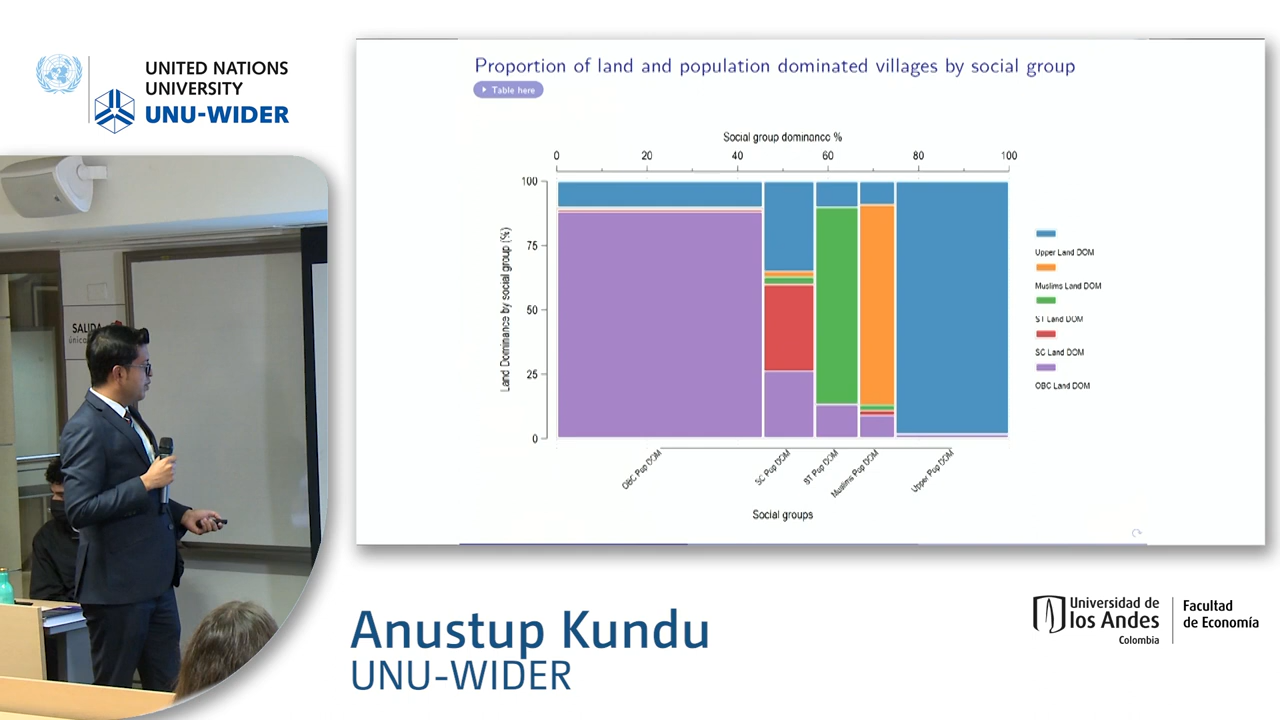 UNITED NATIONS
UNIVERSITY
UNU-WIDER
SALIDA
Proportion of land and population dominated villages by social group
Table here
Social group dominance %
0 20 40 60 80 100
Land Dominance by social group (%)
100
75
50
25
0
Upper Land DOM
Muslims Land DOM
ST Land DOM
SC Land DOM
OBC Land DOM
OBC Pop DOM
SC Pop DOM
ST Pop DOM
Muslims Pop DOM
Upper Pop DOM
Social groups
Anustup Kundu
UNU-WIDER
Universidad de
los Andes
Colombia
Facultad
de Economía